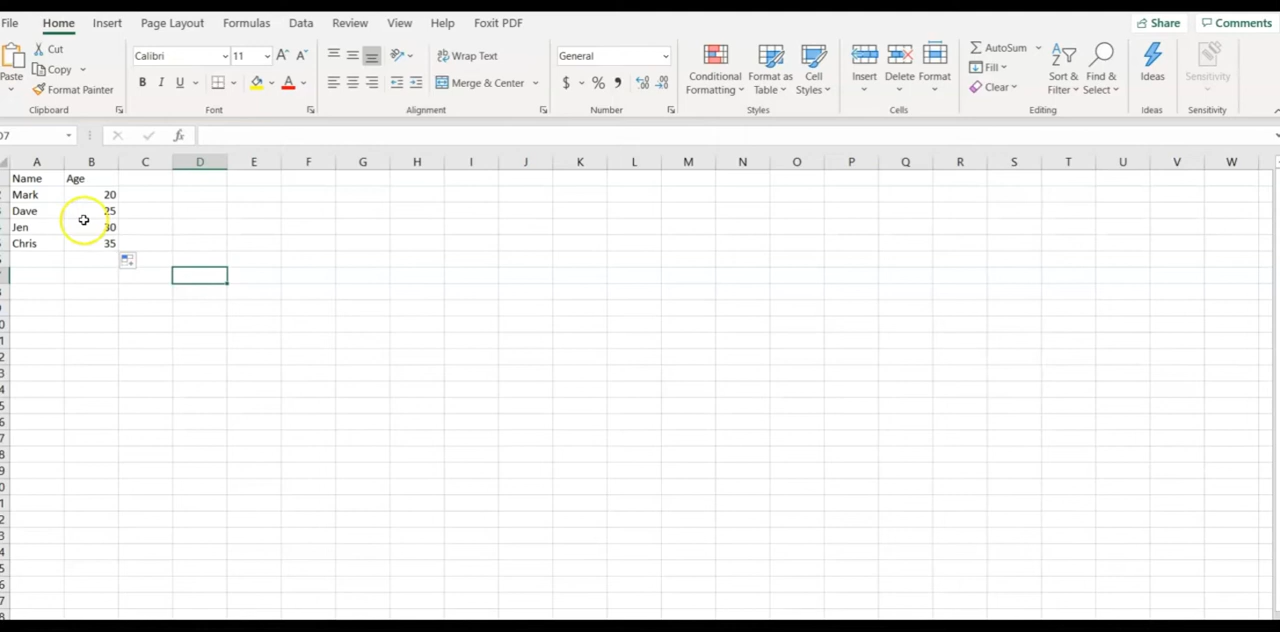 File Home Insert Page Layout Formulas Data Review View Help Foxit PDF Share Comments
Paste Cut Copy Format Painter Clipboard
Calibri 11 A A B I U A Font
Wrap Text Merge & Center Alignment
General $ % , Number
Conditional Formatting Format as Table Cell Styles Styles
Insert Delete Format Cells
AutoSum Fill Clear Sort & Filter Find & Select Editing
Ideas Ideas
Sensitivity Sensitivity
D7 fx
A B C D E F G H I J K L M N O P Q R S T U V W
Name Age
Mark 20
Dave 25
Jen 30
Chris 35